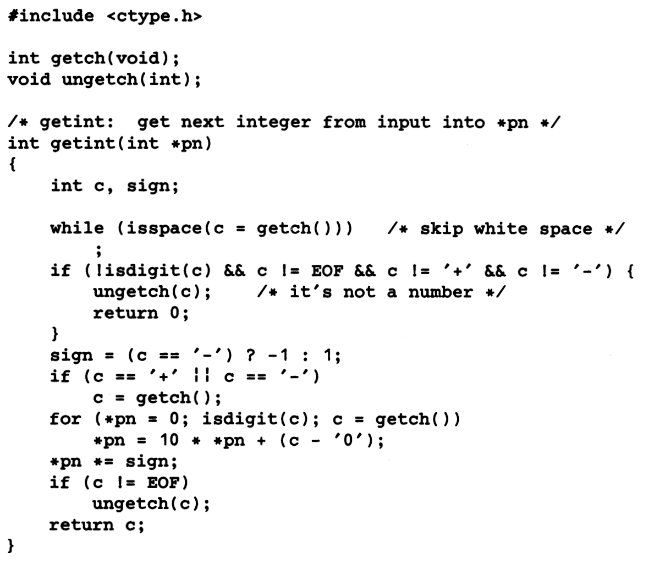 #include <ctype.h>

int getch(void);
void ungetch(int);

/* getint:  get next integer from input into *pn */
int getint(int *pn)
{
    int c, sign;

    while (isspace(c = getch()))   /* skip white space */
        ;
    if (!isdigit(c) && c != EOF && c != '+' && c != '-') {
        ungetch(c);    /* it's not a number */
        return 0;
    }
    sign = (c == '-') ? -1 : 1;
    if (c == '+' || c == '-')
        c = getch();
    for (*pn = 0; isdigit(c); c = getch())
        *pn = 10 * *pn + (c - '0');
    *pn *= sign;
    if (c != EOF)
        ungetch(c);
    return c;
}